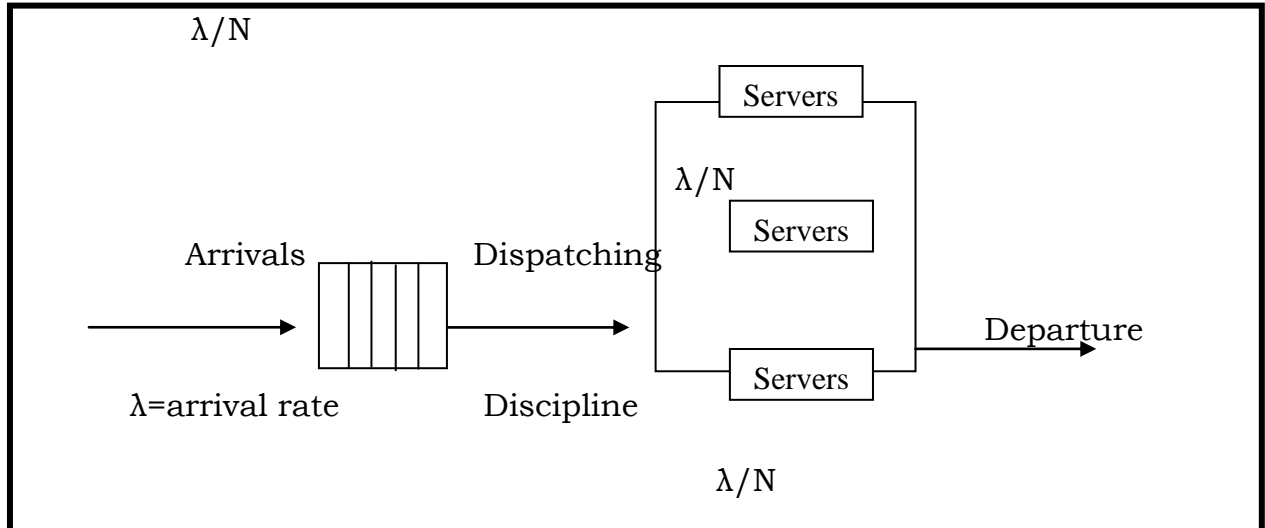 λ/N
Servers
λ/N
Servers
Arrivals
Dispatching
Departure
Servers
λ=arrival rate
Discipline
λ/N